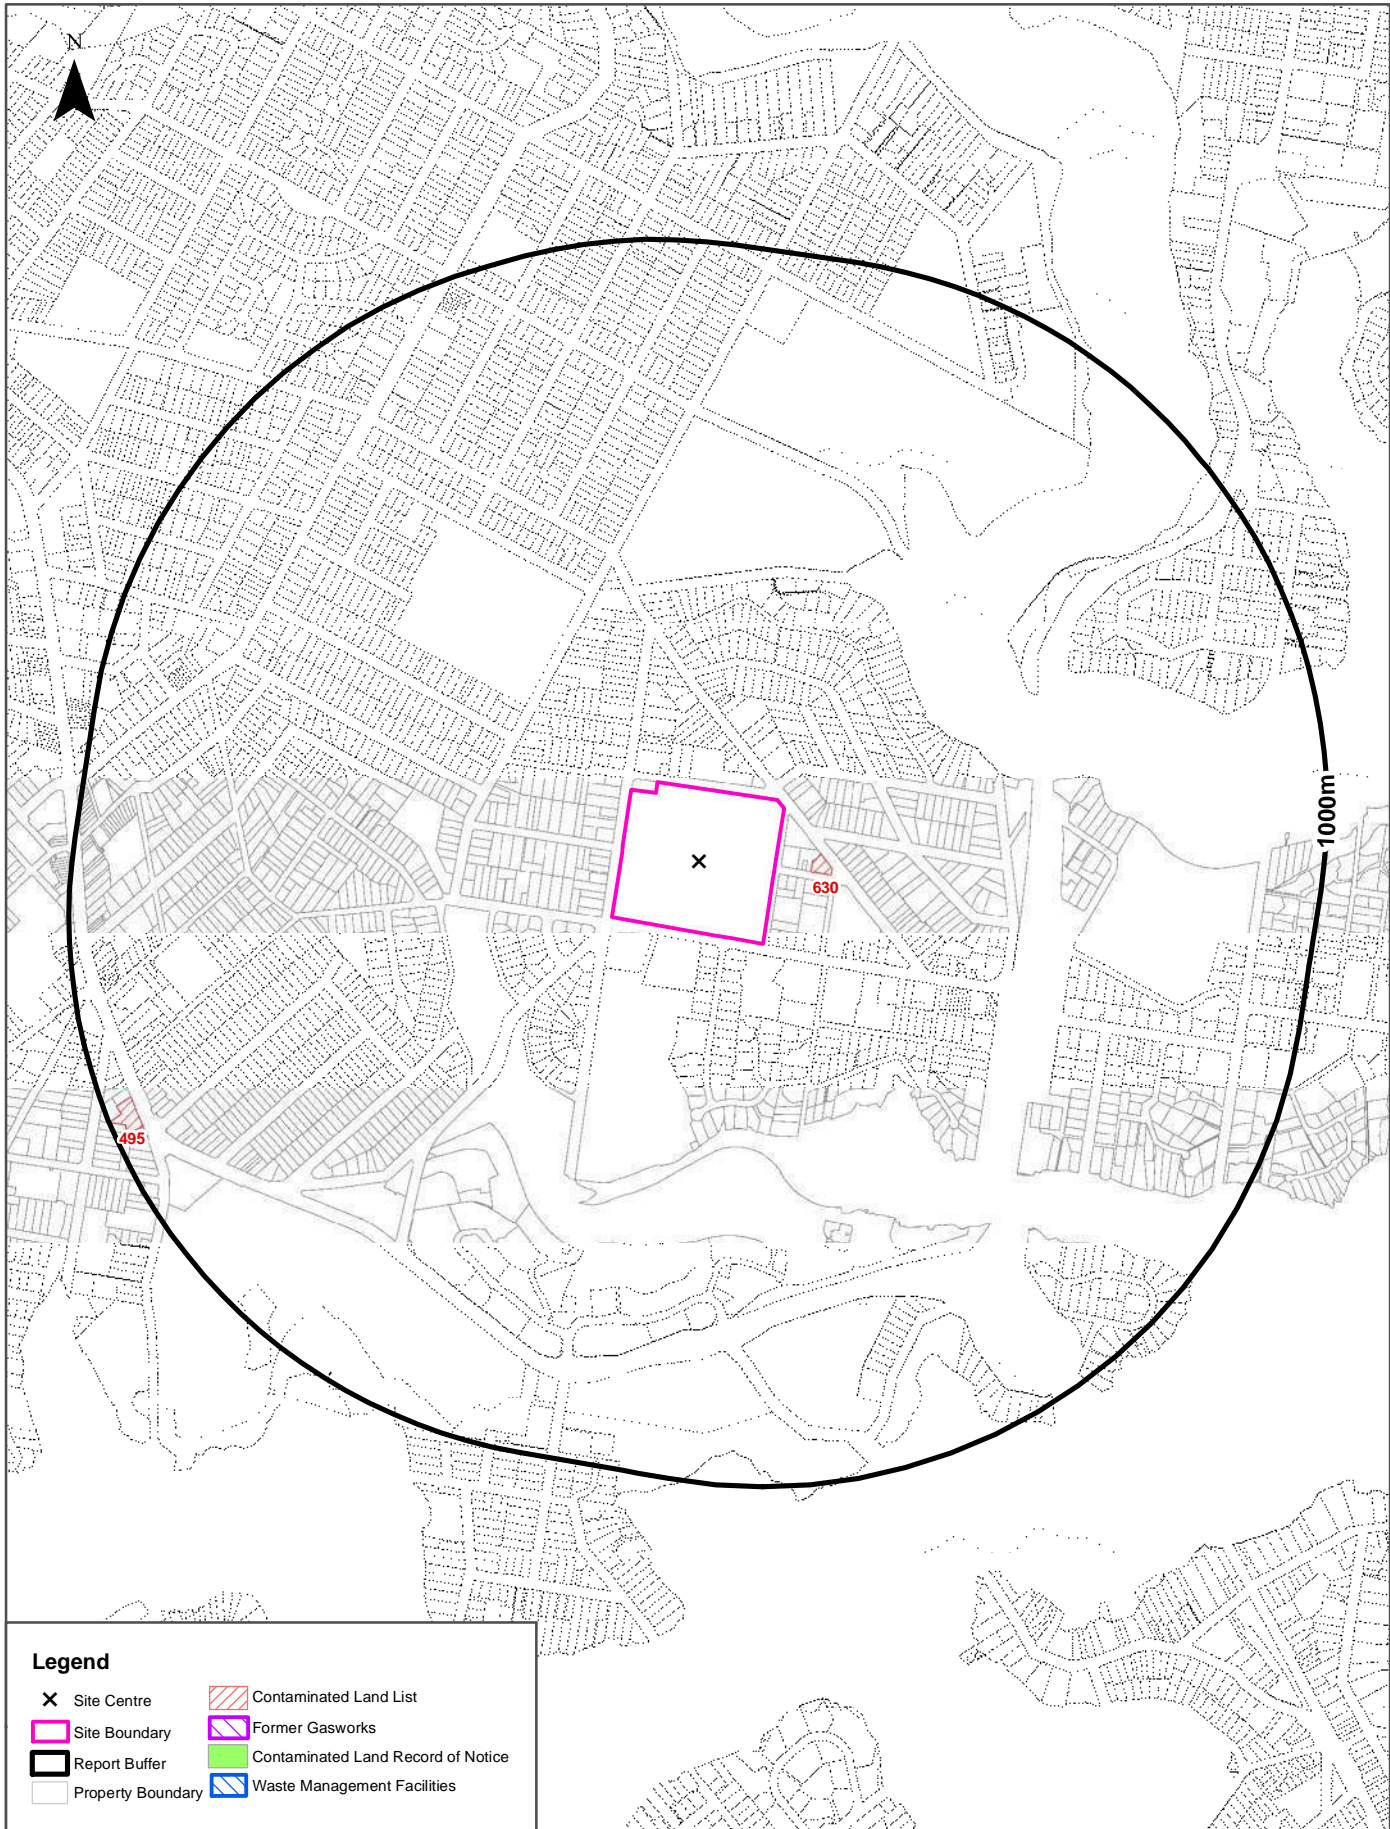 N
1000m
630
495
Legend
Site Centre
Site Boundary
Report Buffer
Property Boundary
Contaminated Land List
Former Gasworks
Contaminated Land Record of Notice
Waste Management Facilities